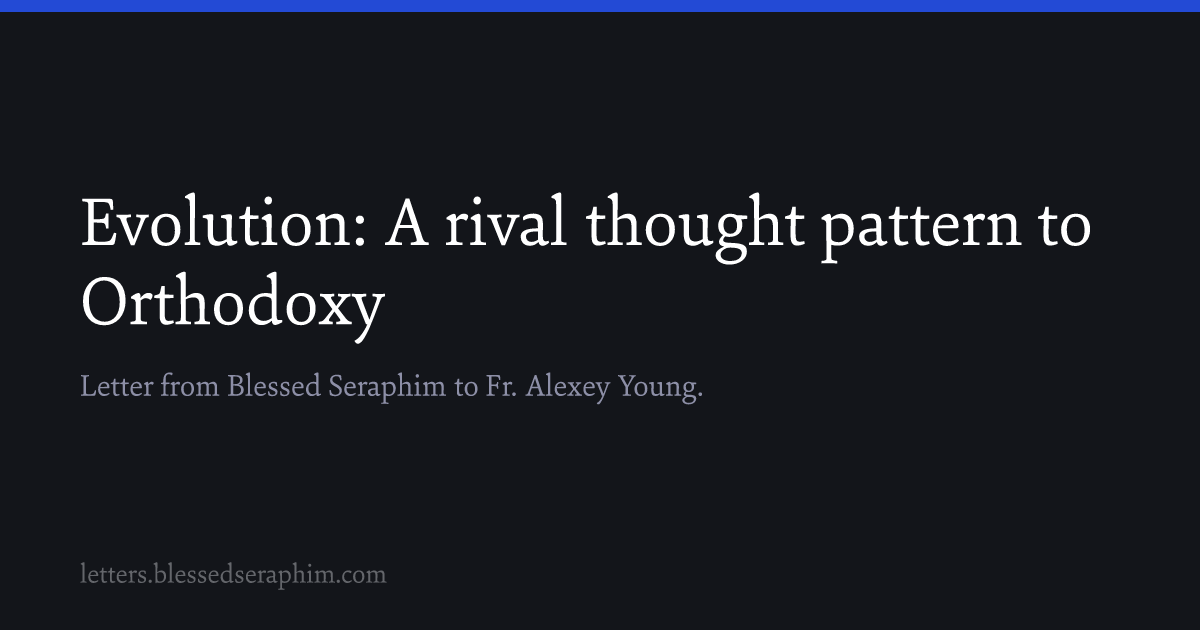 Evolution: A rival thought pattern to
Orthodoxy
Letter from Blessed Seraphim to Fr. Alexey Young.
letters.blessedseraphim.com